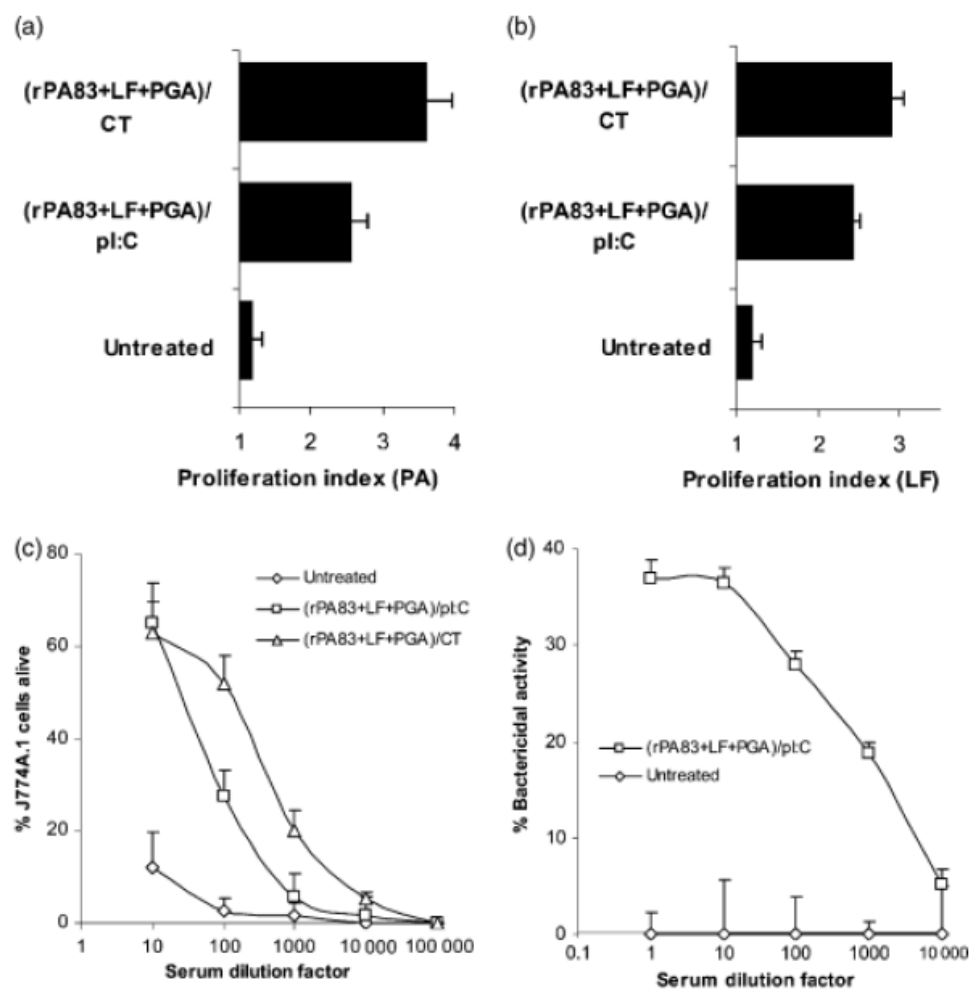 (a)
(rPA83+LF+PGA)/
CT
(rPA83+LF+PGA)/
pI:C
Untreated
1 2 3 4
Proliferation index (PA)
(b)
(rPA83+LF+PGA)/
CT
(rPA83+LF+PGA)/
pI:C
Untreated
1 2 3
Proliferation index (LF)
(c)
80
60
40
20
0
% J774A.1 cells alive
Untreated
(rPA83+LF+PGA)/pI:C
(rPA83+LF+PGA)/CT
1 10 100 1000 10 000 100 000
Serum dilution factor
(d)
40
30
20
10
0
% Bactericidal activity
(rPA83+LF+PGA)/pI:C
Untreated
0.1 1 10 100 1000 10 000
Serum dilution factor